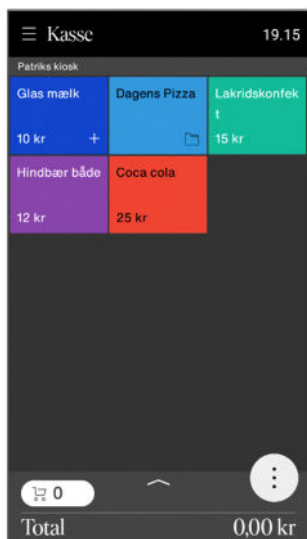 Kasse 19.15
Patriks kiosk
Glas mælk Dagens Pizza Lakridskonfek
t
10 kr + 15 kr
Hindbær både Coca cola
12 kr 25 kr
0
Total 0,00 kr